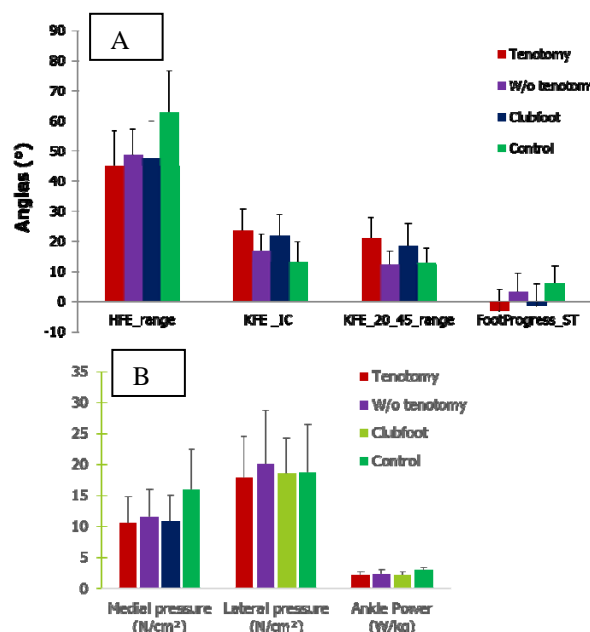 A
90
80
70
60
50
40
30
20
10
0
-10
Angles (°)
Tenotomy
W/o tenotomy
Clubfoot
Control
HFE_range
KFE _IC
KFE_20_45_range
FootProgress_ST
B
35
30
25
20
15
10
5
0
Tenotomy
W/o tenotomy
Clubfoot
Control
Medial pressure
(N/cm²)
Lateral pressure
(N/cm²)
Ankle Power
(W/kg)